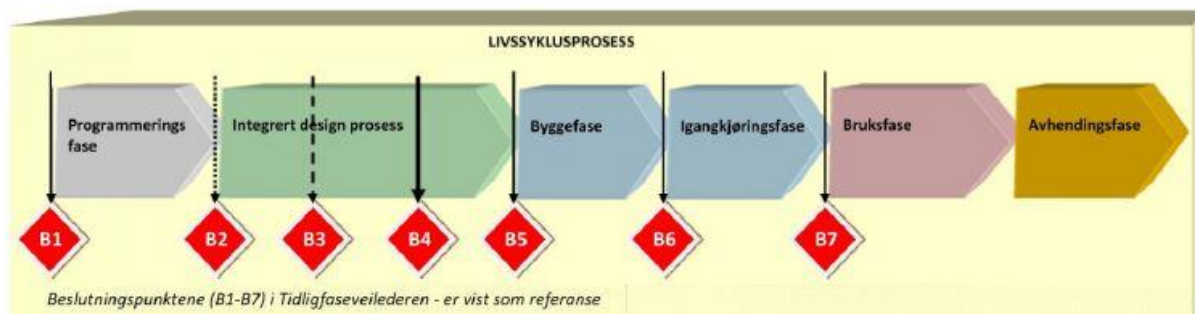 LIVSSYKLUSPROSESS
Programmerings
fase
Integrert design prosess
Byggefase
Igangkjøringsfase
Bruksfase
Avhendingsfase
B1
B2
B3
B4
B5
B6
B7
Beslutningspunktene (B1-B7) i Tidligfaseveilederen - er vist som referanse